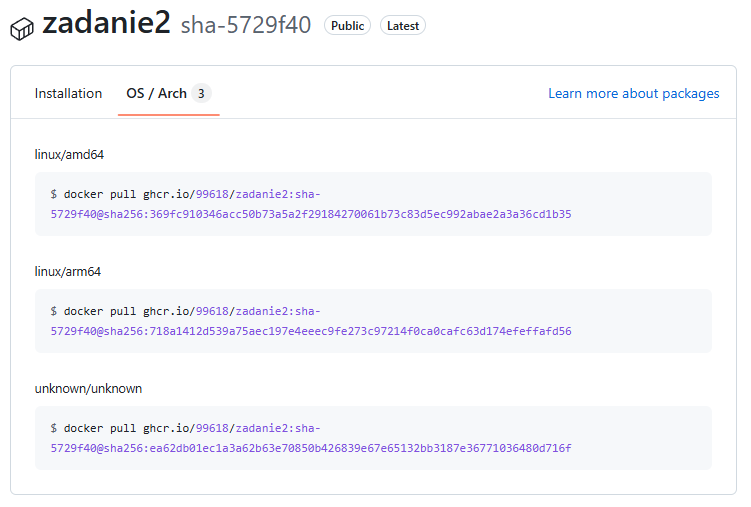 zadanie2 sha-5729f40 Public Latest
Installation OS / Arch 3 Learn more about packages
linux/amd64
$ docker pull ghcr.io/99618/zadanie2:sha-
5729f40@sha256:369fc910346acc50b73a5a2f29184270061b73c83d5ec992abae2a3a36cd1b35
linux/arm64
$ docker pull ghcr.io/99618/zadanie2:sha-
5729f40@sha256:718a1412d539a75aec197e4eeec9fe273c97214f0ca0cafc63d174efeffafd56
unknown/unknown
$ docker pull ghcr.io/99618/zadanie2:sha-
5729f40@sha256:ea62db01ec1a3a62b63e70850b426839e67e65132bb3187e36771036480d716f